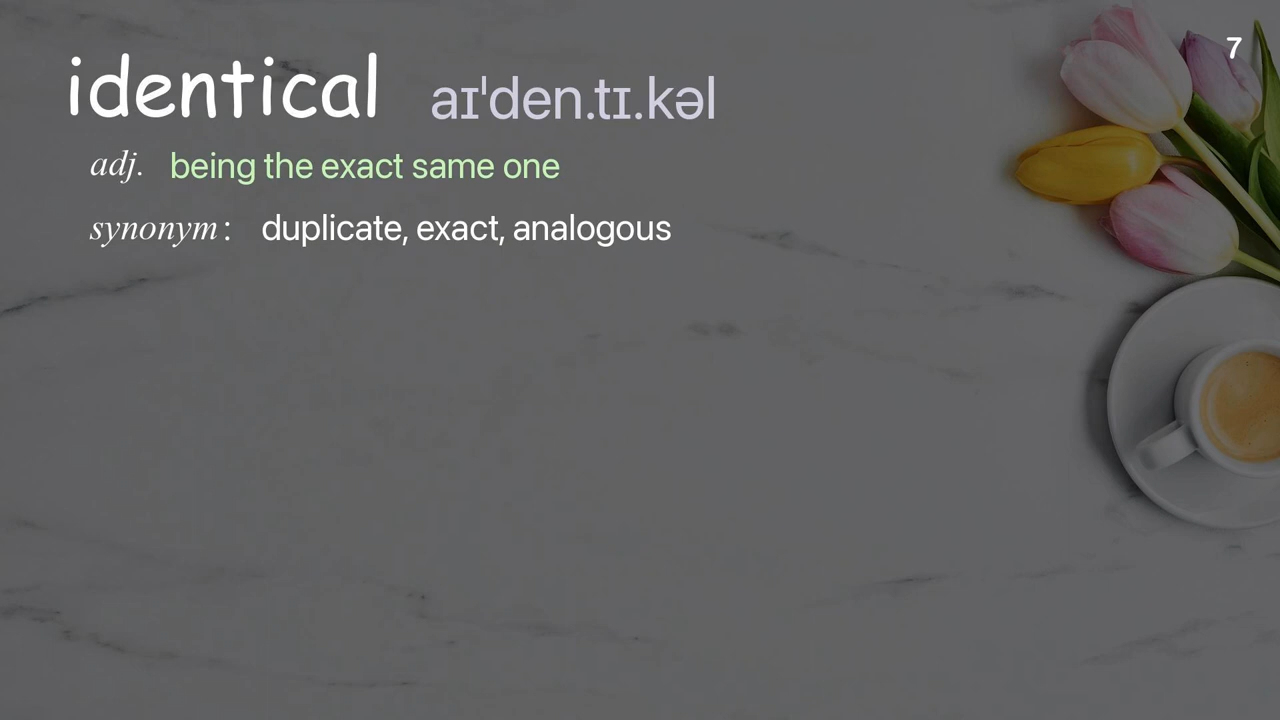 7
identical aɪˈden.tɪ.kəl
adj. being the exact same one
synonym: duplicate, exact, analogous